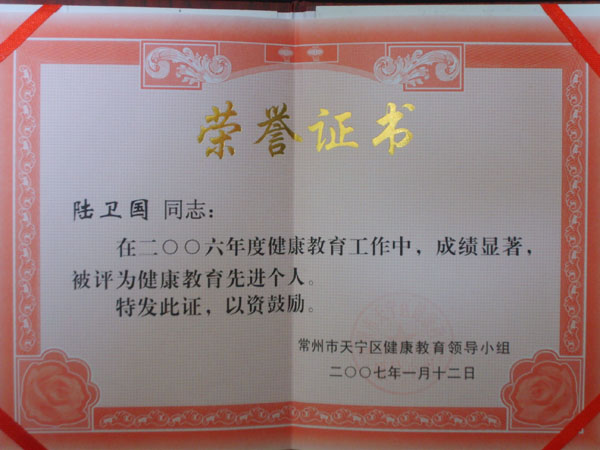 荣誉证书
陆卫国 同志：
在二〇〇六年度健康教育工作中，成绩显著，
被评为健康教育先进个人。
特发此证，以资鼓励。
常州市天宁区健康教育领导小组
二〇〇七年一月十二日